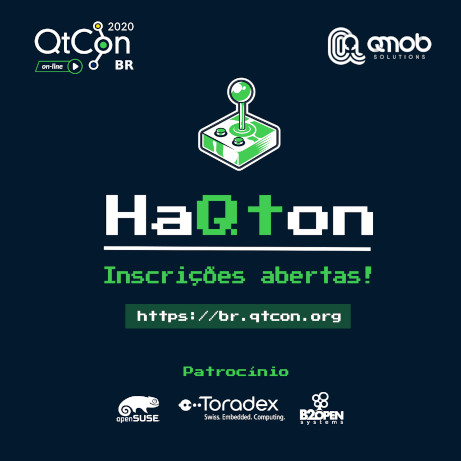 QtCon 2020
on-line BR
Qmob
SOLUTIONS
HaQton
Inscrições abertas!
https://br.qtcon.org
Patrocínio
openSUSE
Toradex
Swiss. Embedded. Computing.
B2OPEN
systems